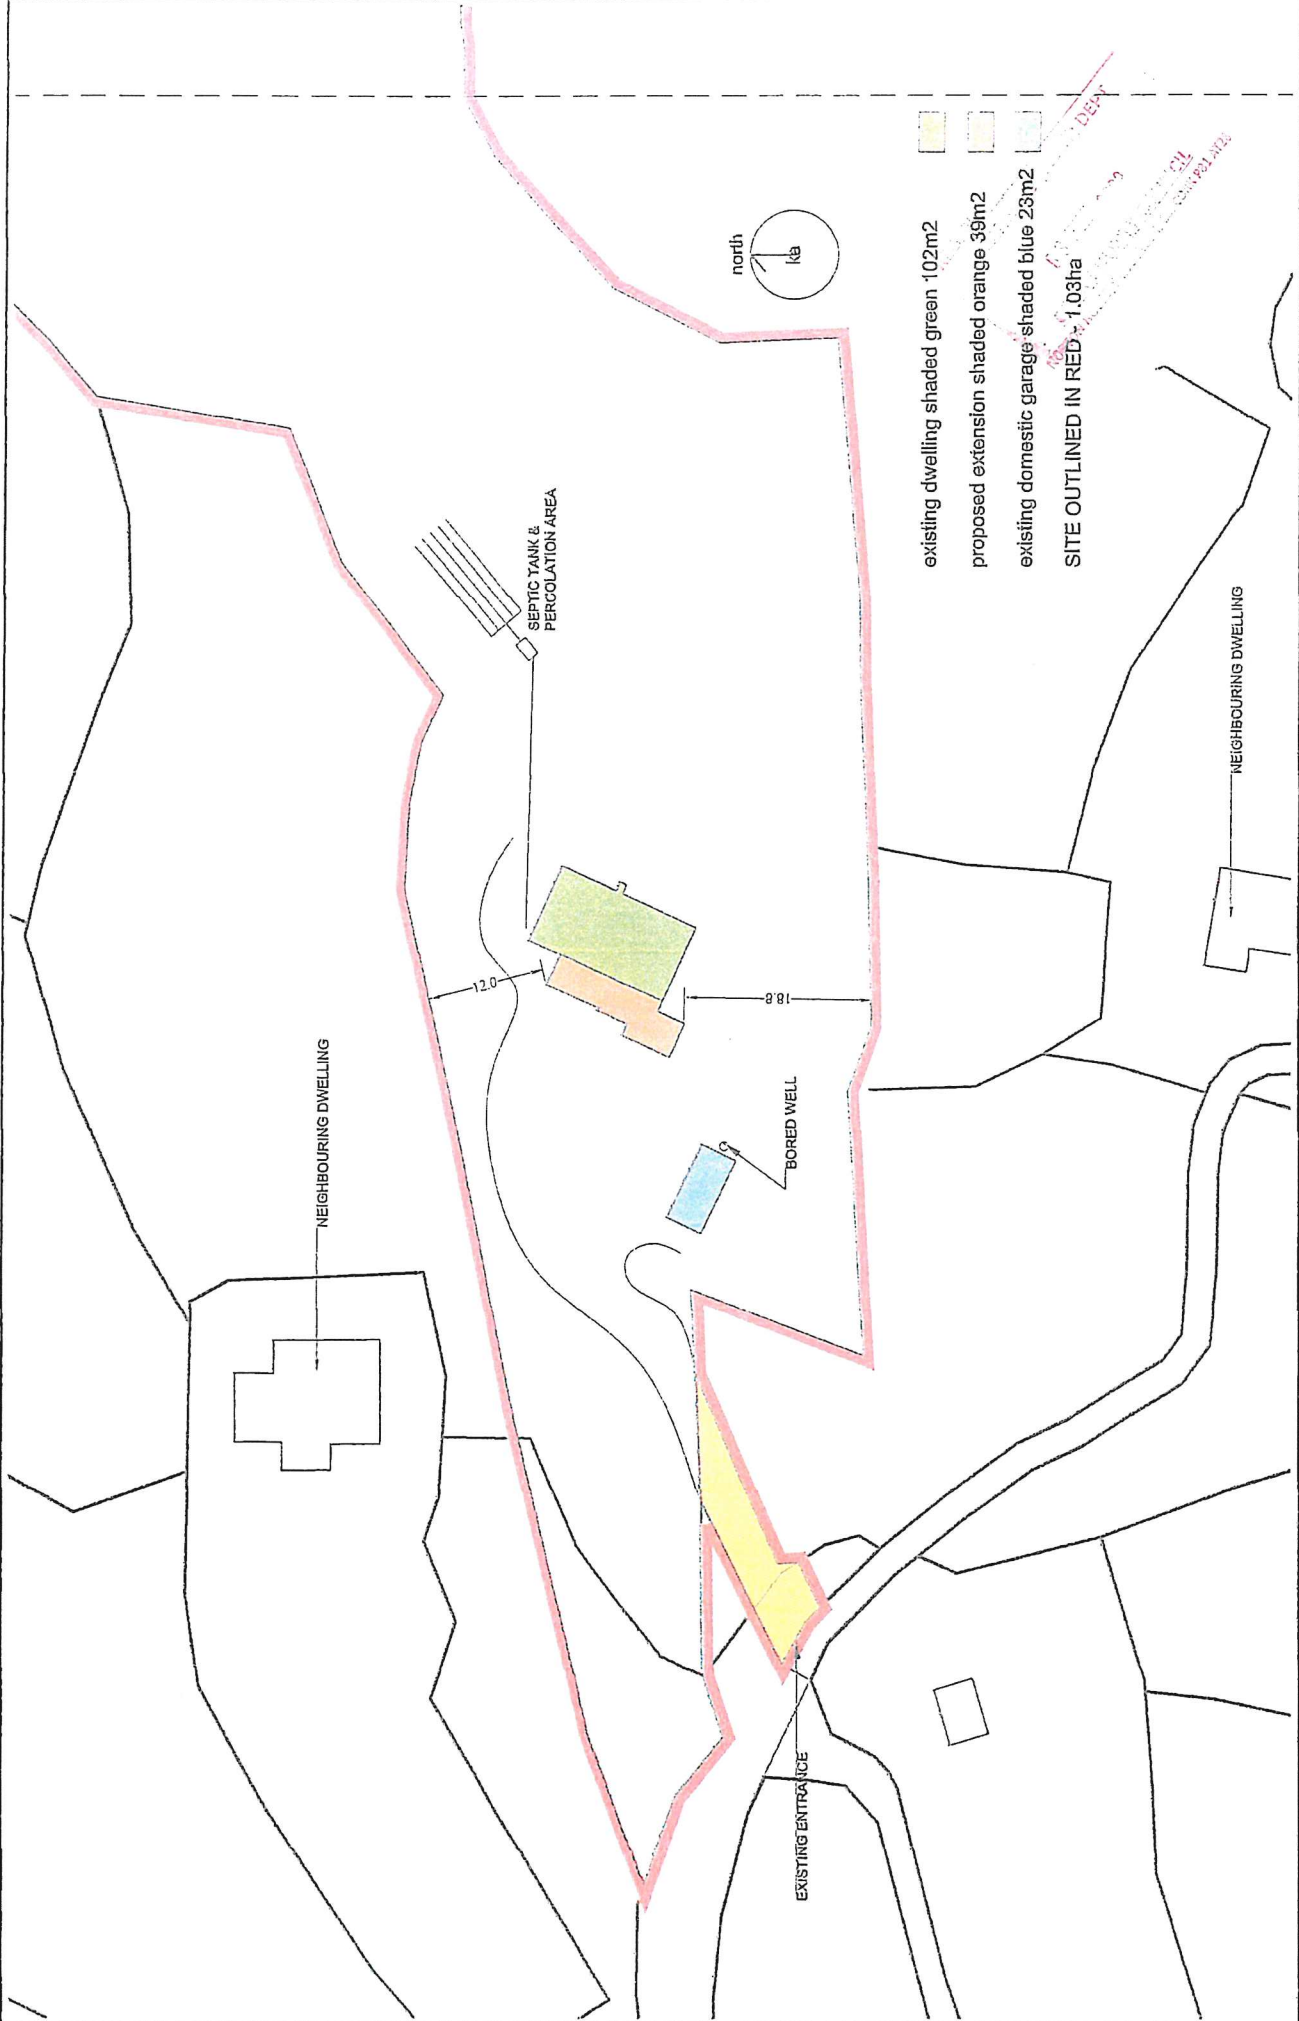 NEIGHBOURING DWELLING
SEPTIC TANK &
PERCOLATION AREA
12.0
18.8
BORED WELL
EXISTING ENTRANCE
north
ka
existing dwelling shaded green 102m2
proposed extension shaded orange 39m2
existing domestic garage shaded blue 23m2
SITE OUTLINED IN RED - 1.03ha
NEIGHBOURING DWELLING
DEPT